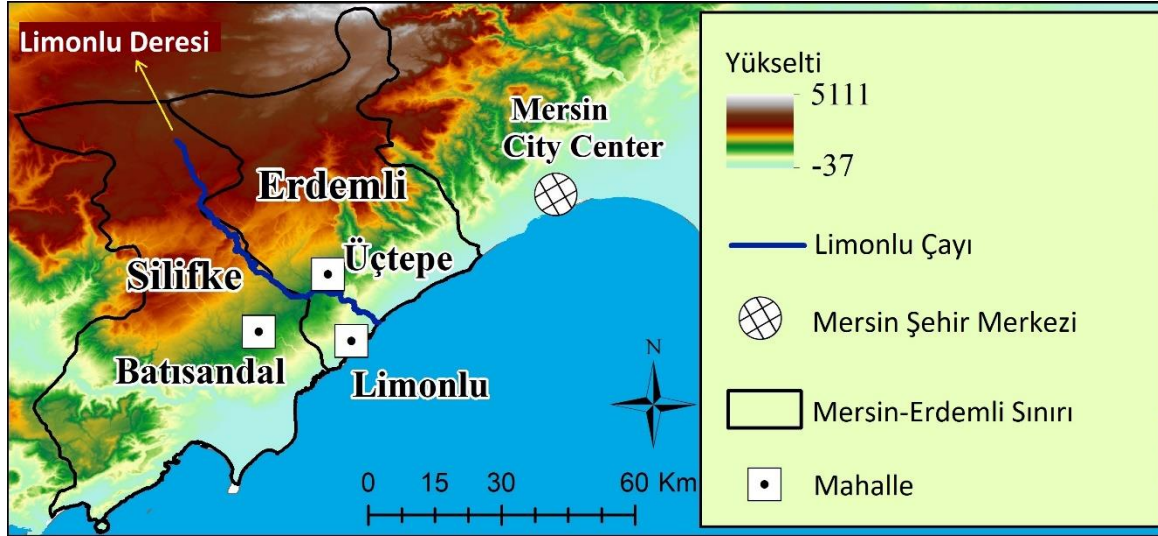 Limonlu Deresi
Mersin
City Center
Erdemli
Üçtepe
Silifke
Batısandal
Limonlu
N
0 15 30 60 Km
Yükselti
5111
-37
Limonlu Çayı
Mersin Şehir Merkezi
Mersin-Erdemli Sınırı
Mahalle